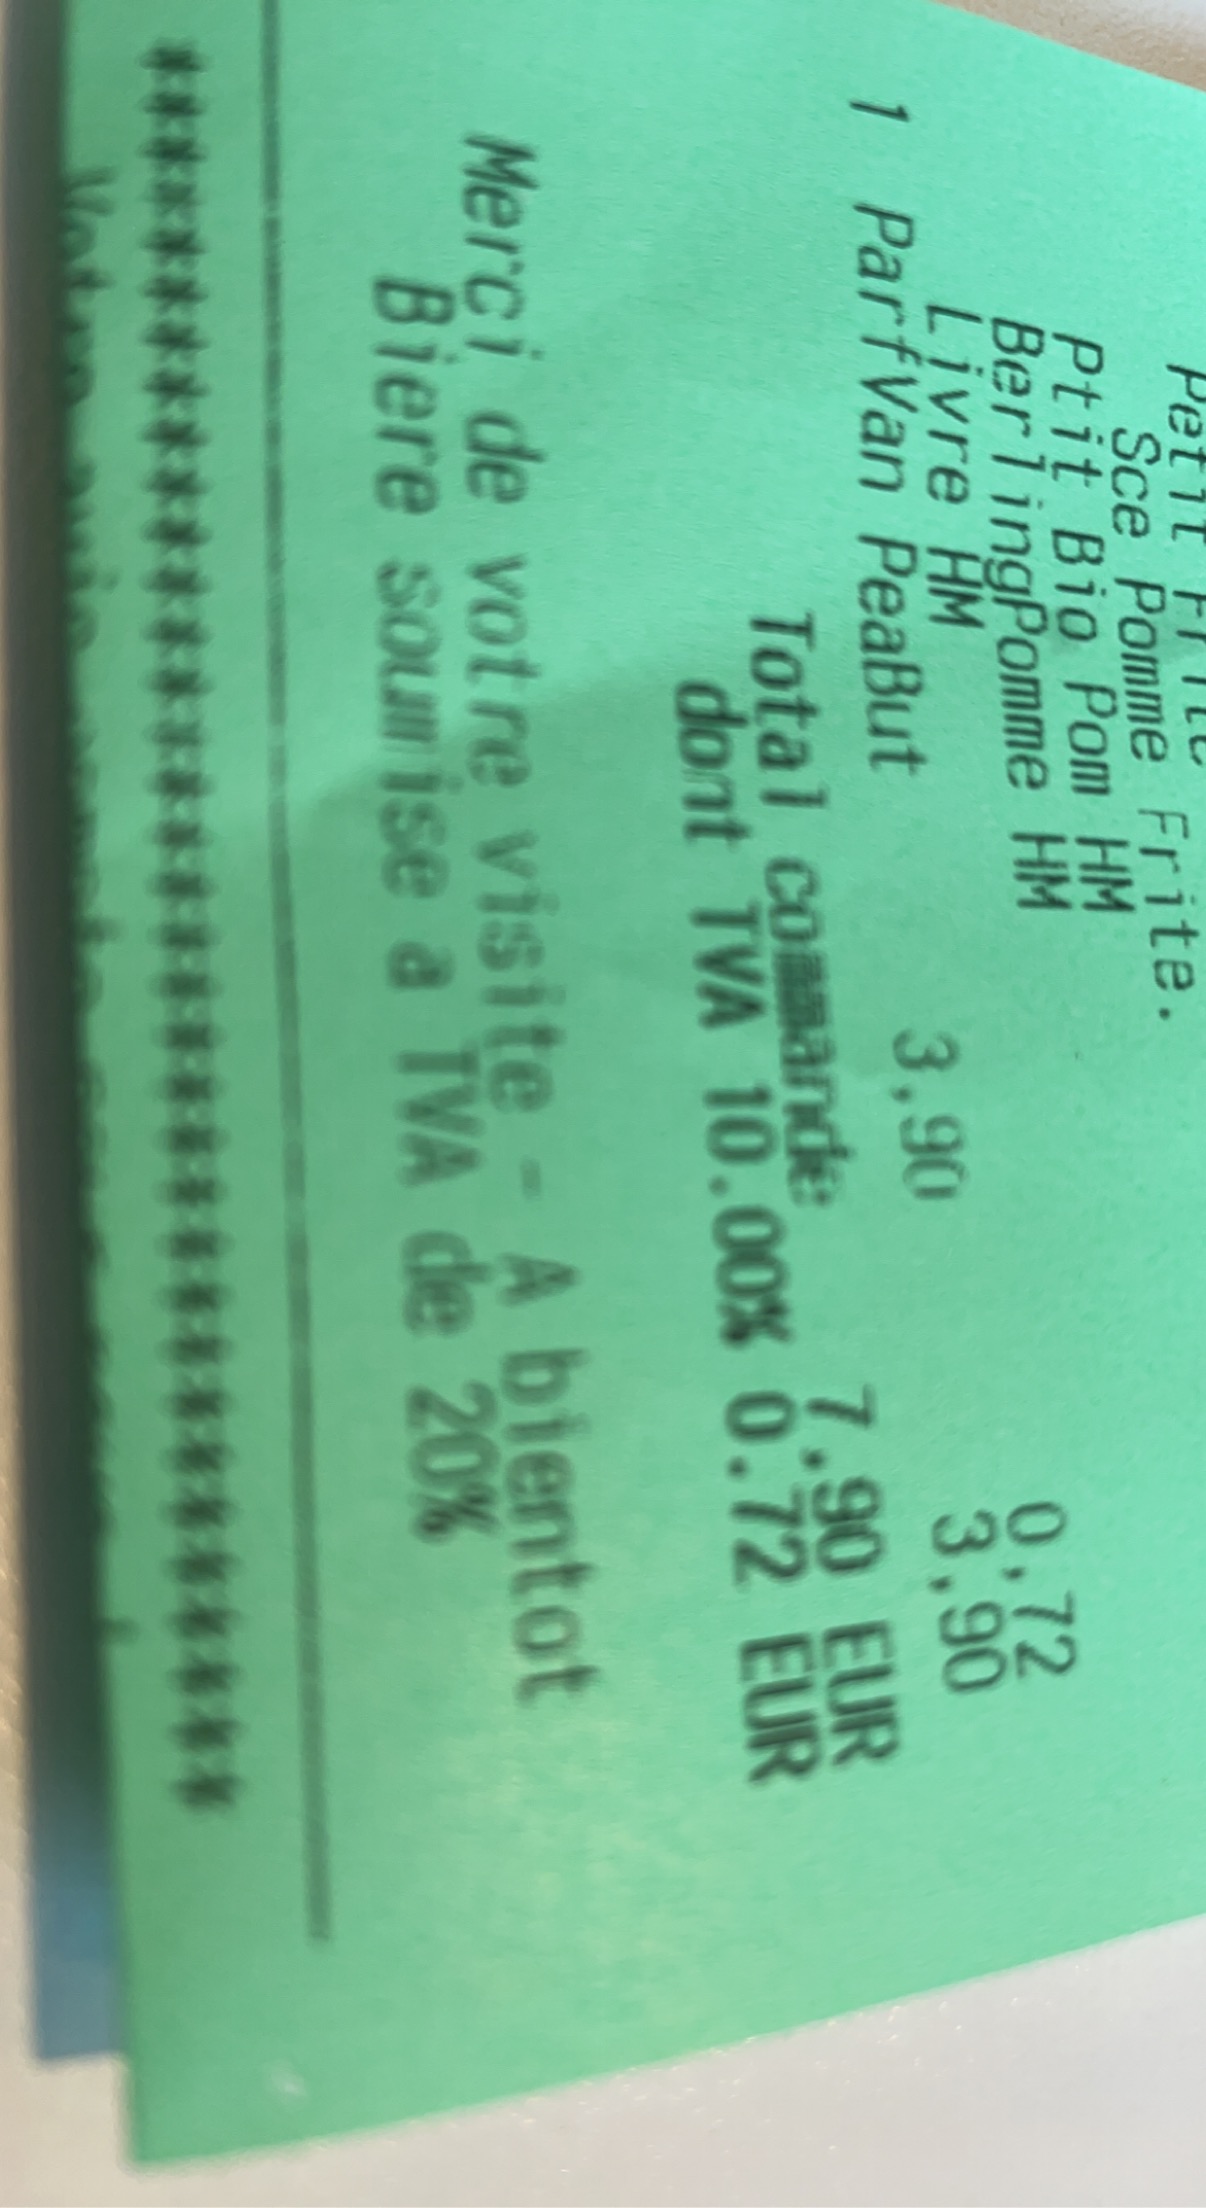 Petit Frite
Sce Pomme Frite.
Ptit Bio Pom HM
BerlingPomme HM 0,72
Livre HM
1 ParfVan PeaBut 3,90 3,90
Total commande 7.90 EUR
dont TVA 10.00% 0.72 EUR
Merci de votre visite - A bientot
Biere soumise a TVA de 20%
*********************************